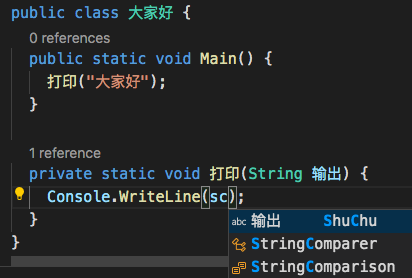 public class 大家好 {
0 references
public static void Main() {
打印("大家好");
}
1 reference
private static void 打印(String 输出) {
Console.WriteLine(sc);
}
}
abc 输出 ShuChu
StringComparer
StringComparison